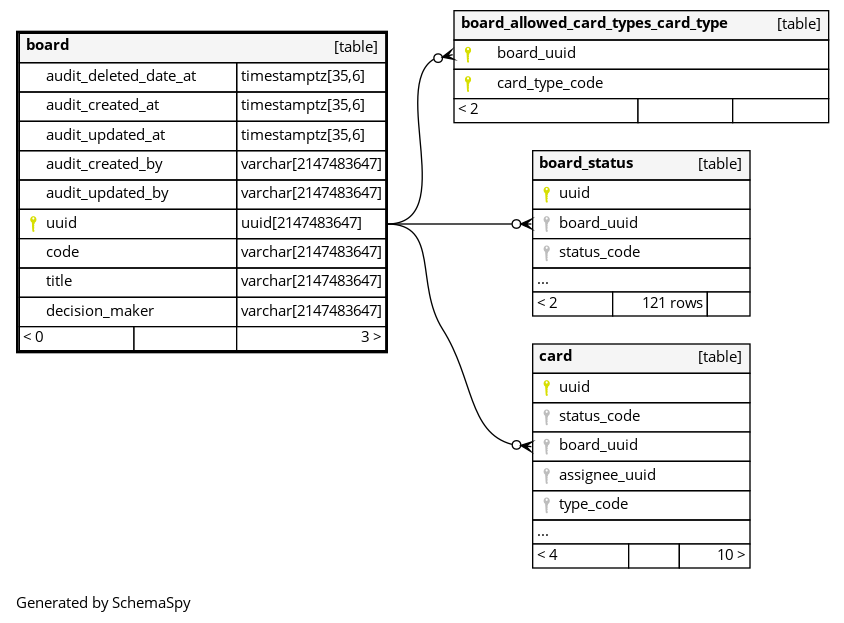 board [table]
audit_deleted_date_at timestamptz[35,6]
audit_created_at timestamptz[35,6]
audit_updated_at timestamptz[35,6]
audit_created_by varchar[2147483647]
audit_updated_by varchar[2147483647]
uuid uuid[2147483647]
code varchar[2147483647]
title varchar[2147483647]
decision_maker varchar[2147483647]
< 0 3 >
board_allowed_card_types_card_type [table]
board_uuid
card_type_code
< 2
board_status [table]
uuid
board_uuid
status_code
...
< 2 121 rows
card [table]
uuid
status_code
board_uuid
assignee_uuid
type_code
...
< 4 10 >
Generated by SchemaSpy